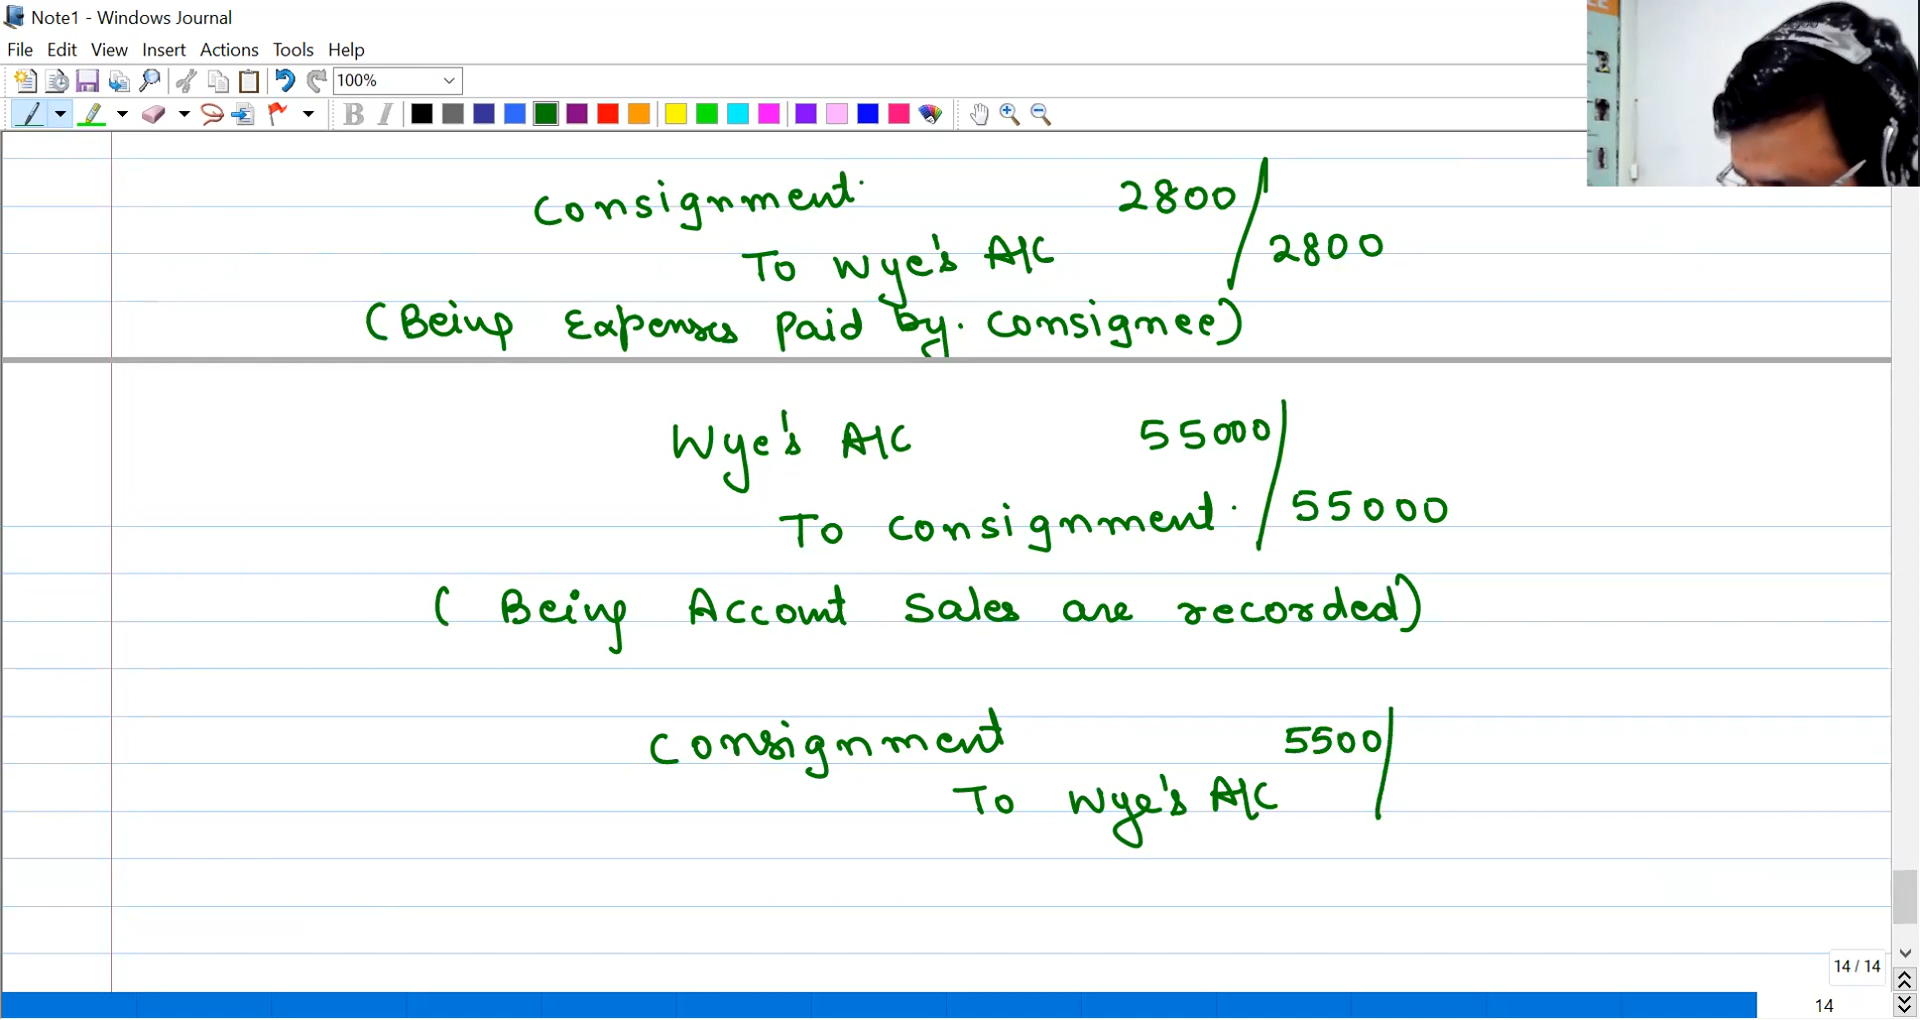 Note1 - Windows Journal
File Edit View Insert Actions Tools Help
100%
B I
Consignment 2800
To Wye's A/C 2800
(Being Expenses Paid by. Consignee)
Wye's A/C 55000
To Consignment 55000
( Being Account Sales are recorded)
Consignment 5500
To Wye's A/C
14 / 14
14